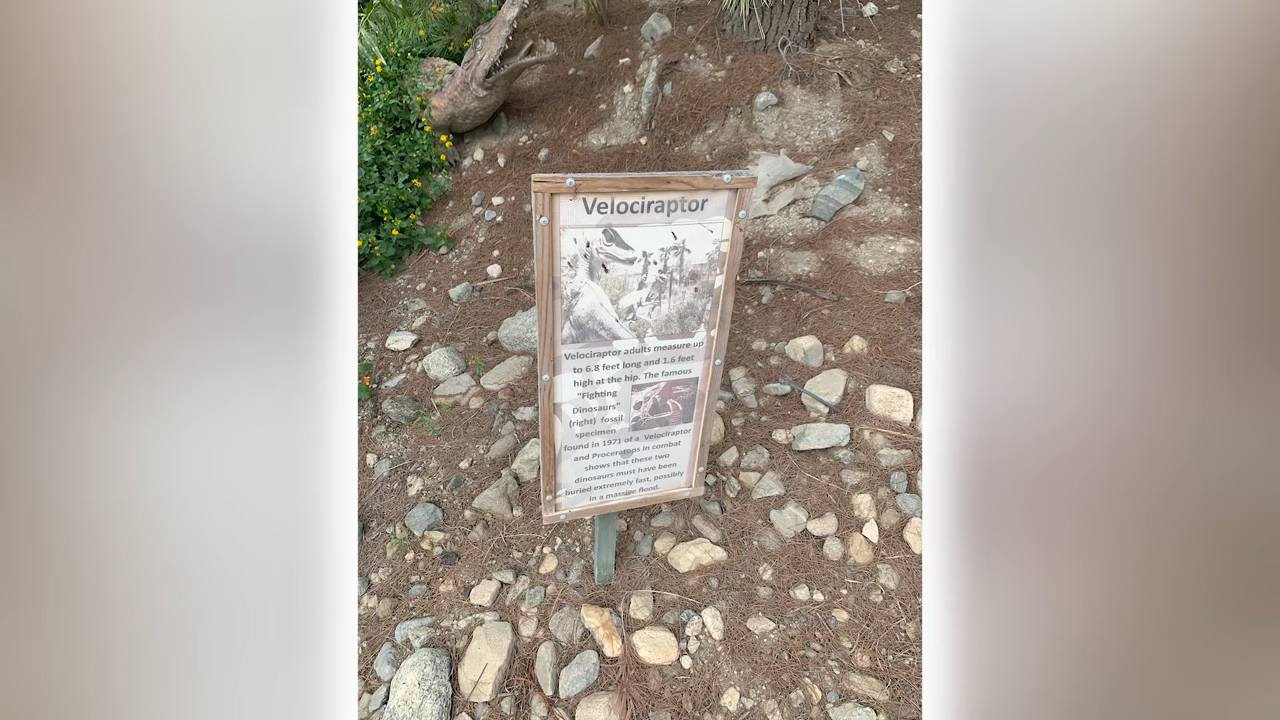 Velociraptor
Velociraptor adults measure up
to 6.8 feet long and 1.6 feet
high at the hip. The famous
"Fighting
Dinosaurs"
(right) fossil
specimen
found in 1971 of a Velociraptor
and Proceratops in combat
shows that these two
dinosaurs must have been
buried extremely fast, possibly
in a massive flood.